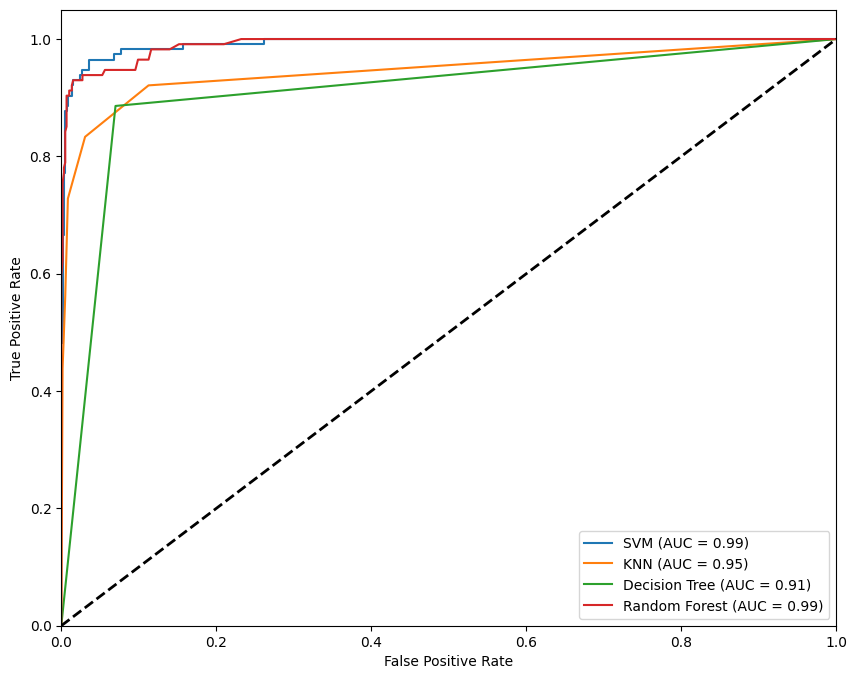 1.0
0.8
0.6
0.4
0.2
0.0
True Positive Rate
SVM (AUC = 0.99)
KNN (AUC = 0.95)
Decision Tree (AUC = 0.91)
Random Forest (AUC = 0.99)
0.0 0.2 0.4 0.6 0.8 1.0
False Positive Rate